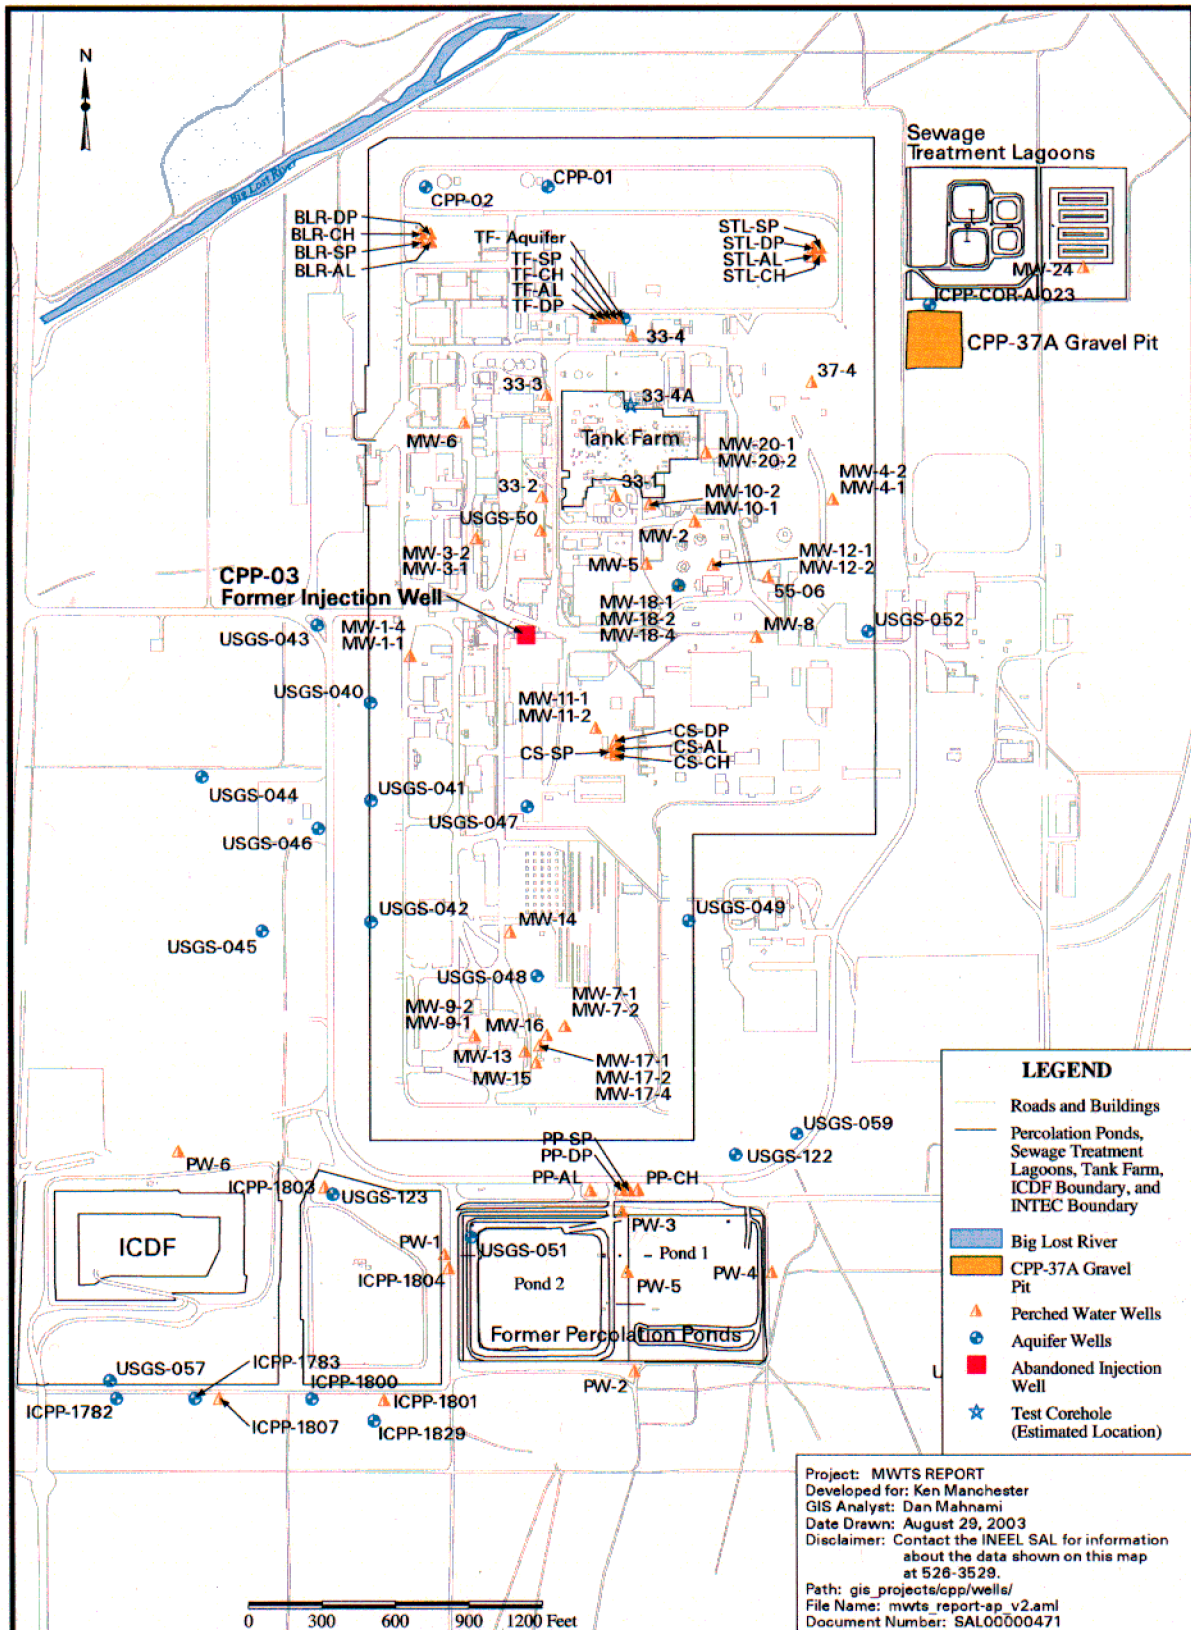 N
Big Lost River
Sewage
Treatment Lagoons
CPP-01
CPP-02
BLR-DP
BLR-CH
BLR-SP
BLR-AL
TF- Aquifer
TF-SP
TF-CH
TF-AL
TF-DP
STL-SP
STL-DP
STL-AL
STL-CH
MW-24
ICPP-COR-A-023
CPP-37A Gravel Pit
33-4
37-4
33-3
33-4A
MW-6
Tank Farm
MW-20-1
MW-20-2
33-1
33-2
MW-4-2
MW-4-1
MW-10-2
MW-10-1
USGS-50
MW-2
MW-3-2
MW-3-1
MW-5
MW-12-1
MW-12-2
CPP-03
Former Injection Well
55-06
MW-18-1
MW-18-2
MW-18-4
MW-8
USGS-052
USGS-043
MW-1-4
MW-1-1
USGS-040
MW-11-1
MW-11-2
CS-DP
CS-AL
CS-CH
CS-SP
USGS-044
USGS-041
USGS-047
USGS-046
USGS-042
MW-14
USGS-049
USGS-045
USGS-048
MW-7-1
MW-7-2
MW-9-2
MW-9-1
MW-16
MW-13
MW-15
MW-17-1
MW-17-2
MW-17-4
USGS-059
USGS-122
PP-SP
PP-DP
PP-AL
PP-CH
PW-6
ICPP-1803
USGS-123
PW-3
ICDF
PW-1
USGS-051
Pond 1
ICPP-1804
Pond 2
PW-5
PW-4
Former Percolation Ponds
PW-2
USGS-057
ICPP-1783
ICPP-1800
ICPP-1782
ICPP-1807
ICPP-1801
ICPP-1829
U
LEGEND
Roads and Buildings
Percolation Ponds,
Sewage Treatment
Lagoons, Tank Farm,
ICDF Boundary, and
INTEC Boundary
Big Lost River
CPP-37A Gravel
Pit
Perched Water Wells
Aquifer Wells
Abandoned Injection
Well
Test Corehole
(Estimated Location)
Project: MWTS REPORT
Developed for: Ken Manchester
GIS Analyst: Dan Mahnami
Date Drawn: August 29, 2003
Disclaimer: Contact the INEEL SAL for information
about the data shown on this map
at 526-3529.
Path: gis_projects/cpp/wells/
File Name: mwts_report-ap_v2.aml
Document Number: SAL00000471
0 300 600 900 1200 Feet